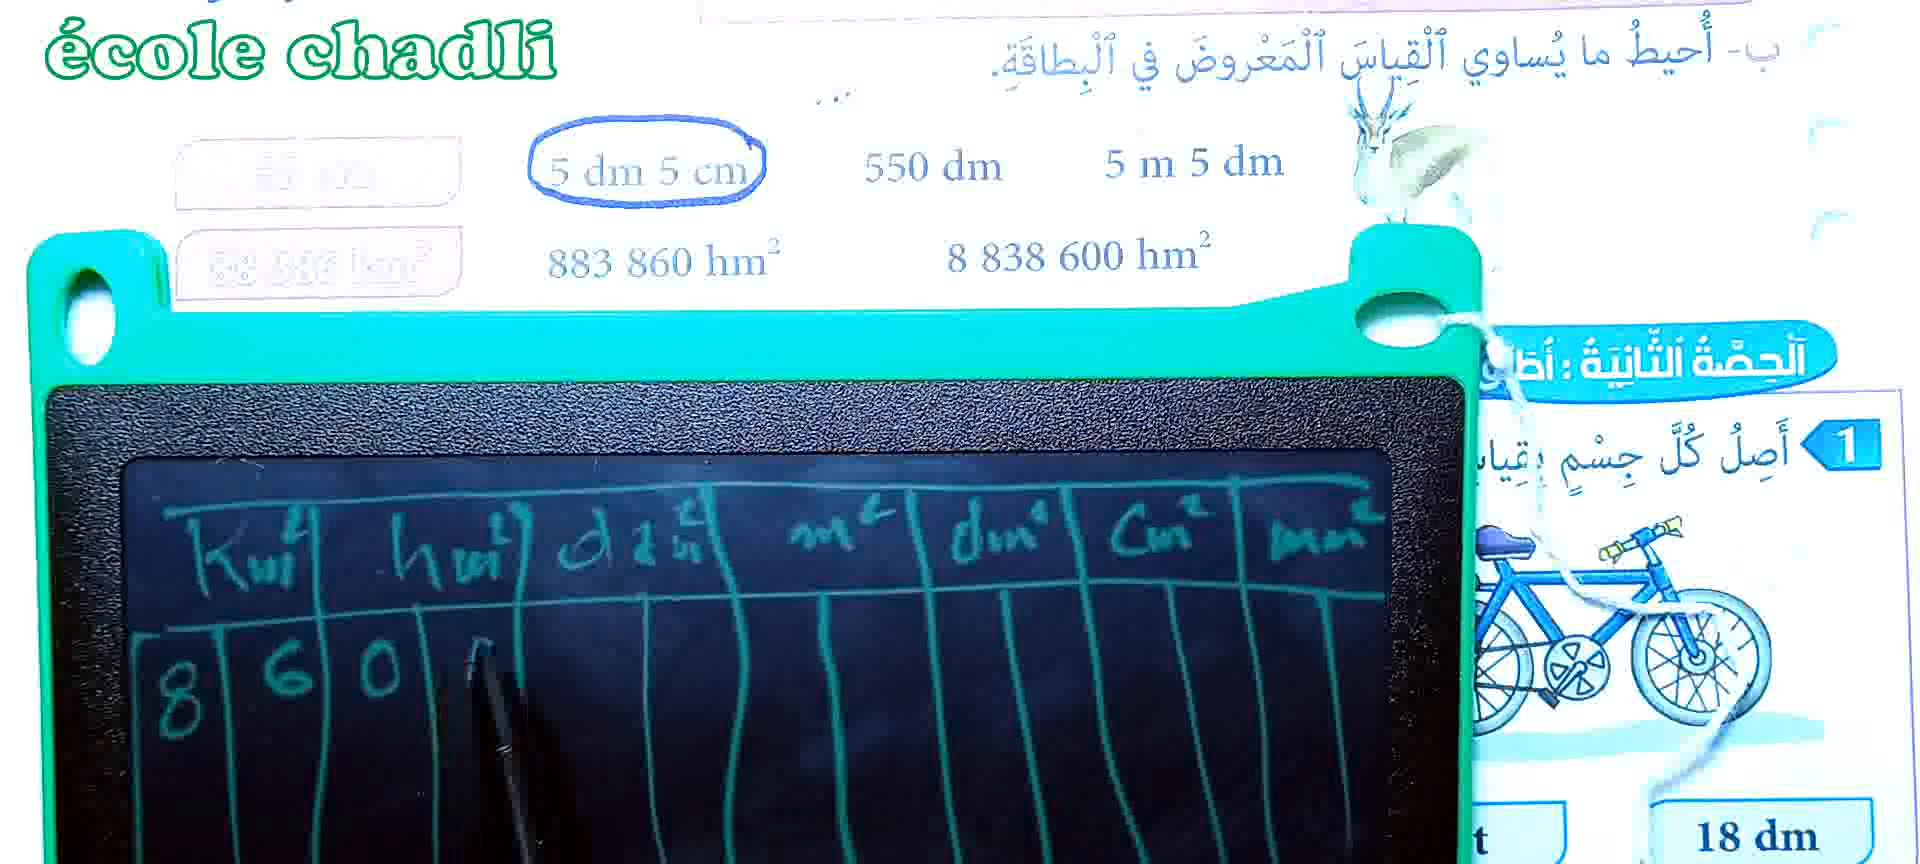 école chadli
ب- أُحيطُ ما يُساوي ٱلْقِياسَ ٱلْمَعْروضَ في ٱلْبِطاقَةِ.
5 dm 5 cm 550 dm 5 m 5 dm
883 860 hm² 8 838 600 hm²
ٱلْحِصَّةُ ٱلثَّانِيَةُ :
1 أَصِلُ كُلَّ جِسْمٍ
Km² hm² m² dm² Cm² mm²
8 6 0
t 18 dm